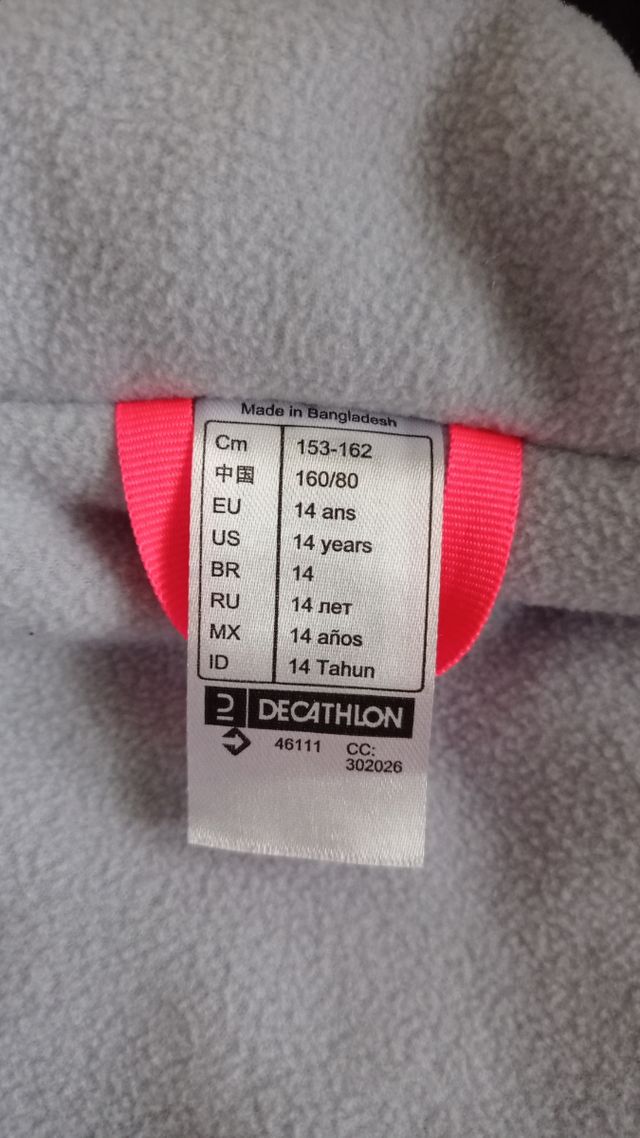 Made in Bangladesh
Cm 153-162
中国 160/80
EU 14 ans
US 14 years
BR 14
RU 14 лет
MX 14 años
ID 14 Tahun
DECATHLON
46111 CC:
302026